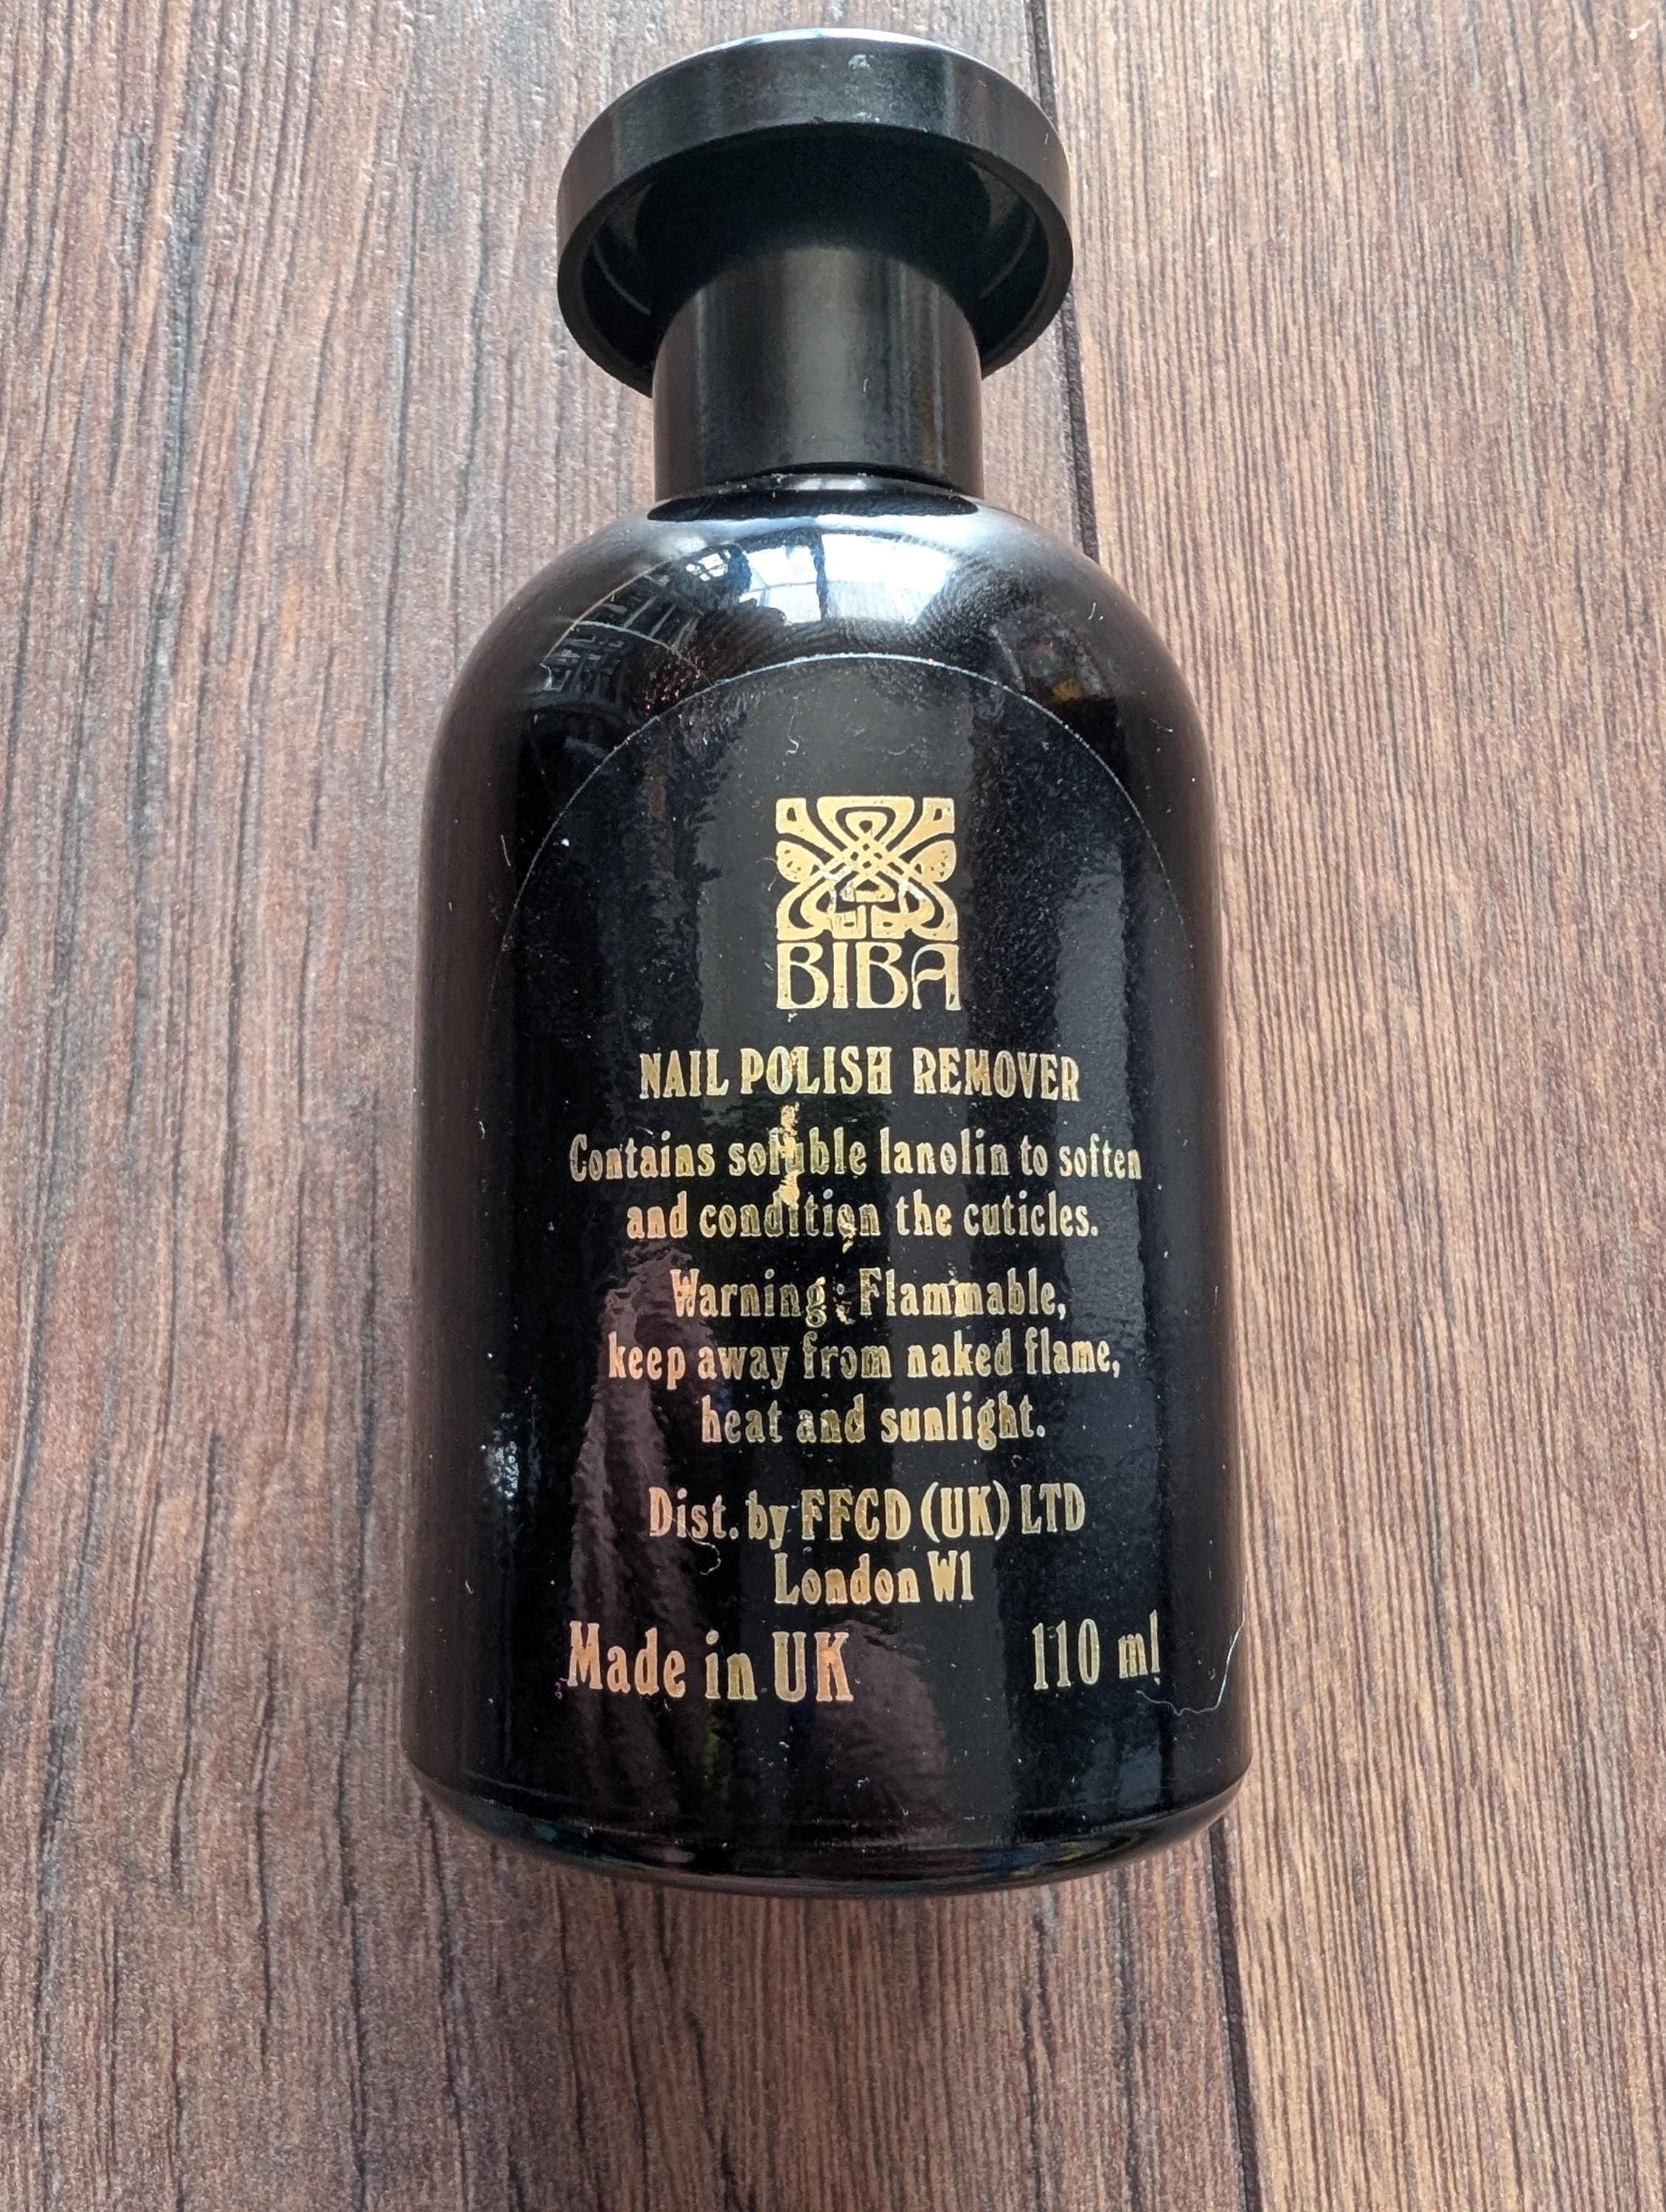 BIBA
NAIL POLISH REMOVER
Contains soluble lanolin to soften
and condition the cuticles.
Warning: Flammable,
keep away from naked flame,
heat and sunlight.
Dist. by FFCD (UK) LTD
London W1
Made in UK 110 ml